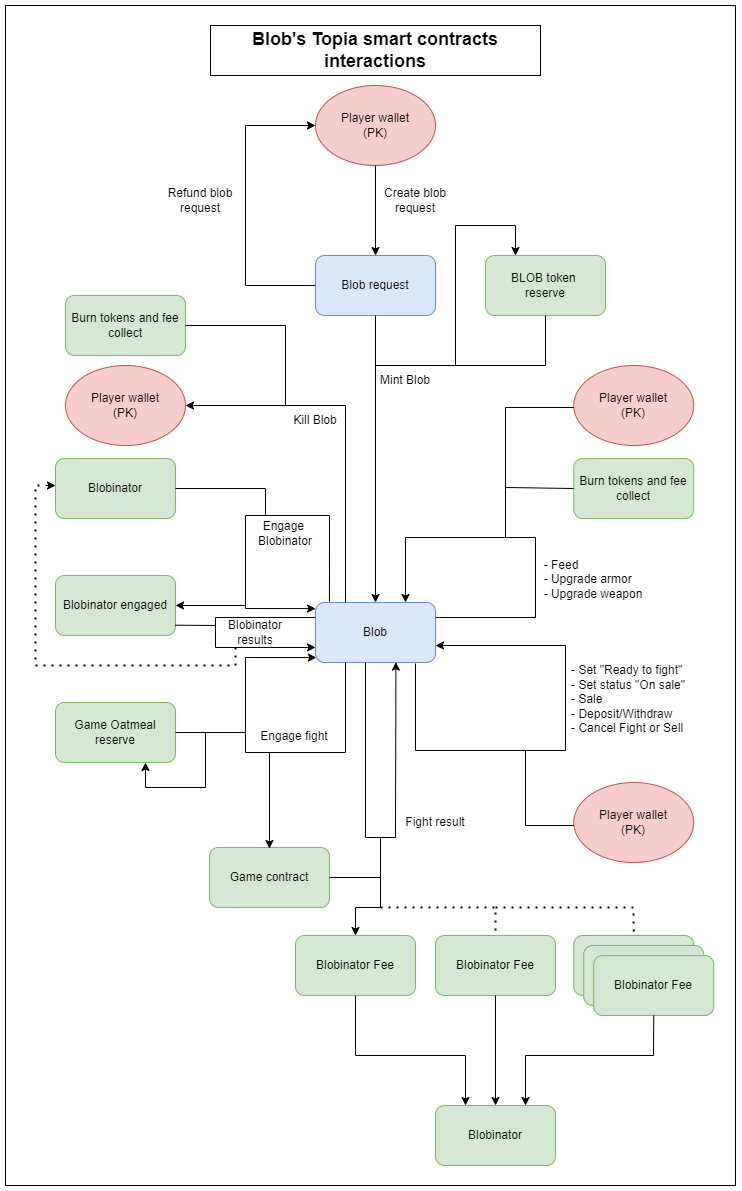 Blob's Topia smart contracts
interactions
Player wallet
(PK)
Refund blob
request
Create blob
request
Blob request
BLOB token
reserve
Burn tokens and fee
collect
Mint Blob
Player wallet
(PK)
Kill Blob
Player wallet
(PK)
Blobinator
Burn tokens and fee
collect
Engage
Blobinator
- Feed
- Upgrade armor
- Upgrade weapon
Blobinator engaged
Blobinator
results
Blob
- Set "Ready to fight"
- Set status "On sale"
- Sale
- Deposit/Withdraw
- Cancel Fight or Sell
Game Oatmeal
reserve
Engage fight
Player wallet
(PK)
Fight result
Game contract
Blobinator Fee
Blobinator Fee
Blobinator Fee
Blobinator